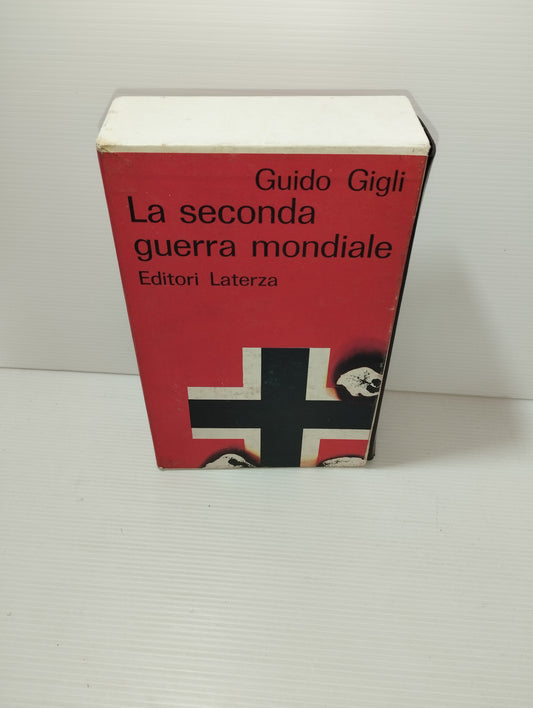 Guido Gigli
La seconda
guerra mondiale
Editori Laterza